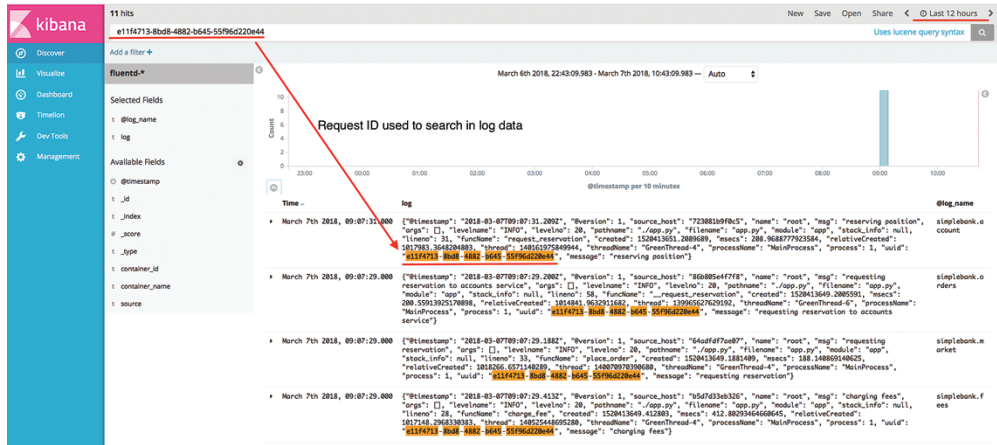 kibana
Discover
Visualize
Dashboard
Timelion
Dev Tools
Management
11 hits
New Save Open Share Last 12 hours
e11f4713-8bd8-4882-b645-55f96d220e44
Uses lucene query syntax
Add a filter +
fluentd-*
Selected Fields
t @log_name
t log
Available Fields
@timestamp
t _id
t _index
# _score
t _type
t container_id
t container_name
t source
March 6th 2018, 22:43:09.983 - March 7th 2018, 10:43:09.983 — Auto
Count
10
8
6
4
2
0
Request ID used to search in log data
23:00 00:00 01:00 02:00 03:00 04:00 05:00 06:00 07:00 08:00 09:00 10:00
@timestamp per 10 minutes
Time log @log_name
March 7th 2018, 09:07:31.000
{"@timestamp": "2018-03-07T09:07:31.209Z", "@version": 1, "source_host": "723081b9f0c5", "name": "root", "msg": "reserving position",
"args": [], "levelname": "INFO", "levelno": 20, "pathname": "./app.py", "filename": "app.py", "module": "app", "stack_info": null,
"lineno": 31, "funcName": "request_reservation", "created": 1520413651.2089689, "msecs": 208.9688777923584, "relativeCreated":
1017983.3648204803, "thread": 140161975849944, "threadName": "GreenThread-4", "processName": "MainProcess", "process": 1, "uuid":
"e11f4713-8bd8-4882-b645-55f96d220e44", "message": "reserving position"}
simplebank.a
ccount
March 7th 2018, 09:07:29.000
{"@timestamp": "2018-03-07T09:07:29.200Z", "@version": 1, "source_host": "86b805e4f7f8", "name": "root", "msg": "requesting
reservation to accounts service", "args": [], "levelname": "INFO", "levelno": 20, "pathname": "./app.py", "filename": "app.py",
"module": "app", "stack_info": null, "lineno": 58, "funcName": "__request_reservation", "created": 1520413649.2005591, "msecs":
200.55913925170898, "relativeCreated": 1014841.9632911682, "thread": 139965627629192, "threadName": "GreenThread-6", "processName":
"MainProcess", "process": 1, "uuid": "e11f4713-8bd8-4882-b645-55f96d220e44", "message": "requesting reservation to accounts
service"}
simplebank.o
rders
March 7th 2018, 09:07:29.000
{"@timestamp": "2018-03-07T09:07:29.188Z", "@version": 1, "source_host": "64adfdf7ae07", "name": "root", "msg": "requesting
reservation", "args": [], "levelname": "INFO", "levelno": 20, "pathname": "./app.py", "filename": "app.py", "module": "app",
"stack_info": null, "lineno": 33, "funcName": "place_order", "created": 1520413649.1881409, "msecs": 188.140869140625,
"relativeCreated": 1018266.6571140289, "thread": 140070970390680, "threadName": "GreenThread-4", "processName": "MainProcess",
"process": 1, "uuid": "e11f4713-8bd8-4882-b645-55f96d220e44", "message": "requesting reservation"}
simplebank.m
arket
March 7th 2018, 09:07:29.000
{"@timestamp": "2018-03-07T09:07:29.413Z", "@version": 1, "source_host": "b5d7d33eb326", "name": "root", "msg": "charging fees",
"args": [], "levelname": "INFO", "levelno": 20, "pathname": "./app.py", "filename": "app.py", "module": "app", "stack_info": null,
"lineno": 28, "funcName": "charge_fee", "created": 1520413649.412803, "msecs": 412.80293464660645, "relativeCreated":
1017148.2968330383, "thread": 140525448695280, "threadName": "GreenThread-4", "processName": "MainProcess", "process": 1, "uuid":
"e11f4713-8bd8-4882-b645-55f96d220e44", "message": "charging fees"}
simplebank.f
ees